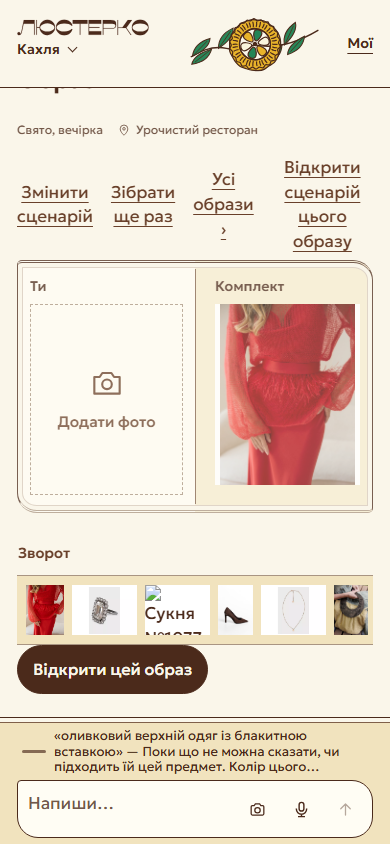 ЛЮСТЕРКО
Кахля
Мої
Свято, вечірка
Урочистий ресторан
Змінити
сценарій
Зібрати
ще раз
Усі
образи
›
Відкрити
сценарій
цього
образу
Ти
Комплект
Додати фото
Зворот
Сукня
Відкрити цей образ
«оливковий верхній одяг із блакитною
вставкою» — Поки що не можна сказати, чи
підходить їй цей предмет. Колір цього…
Напиши…